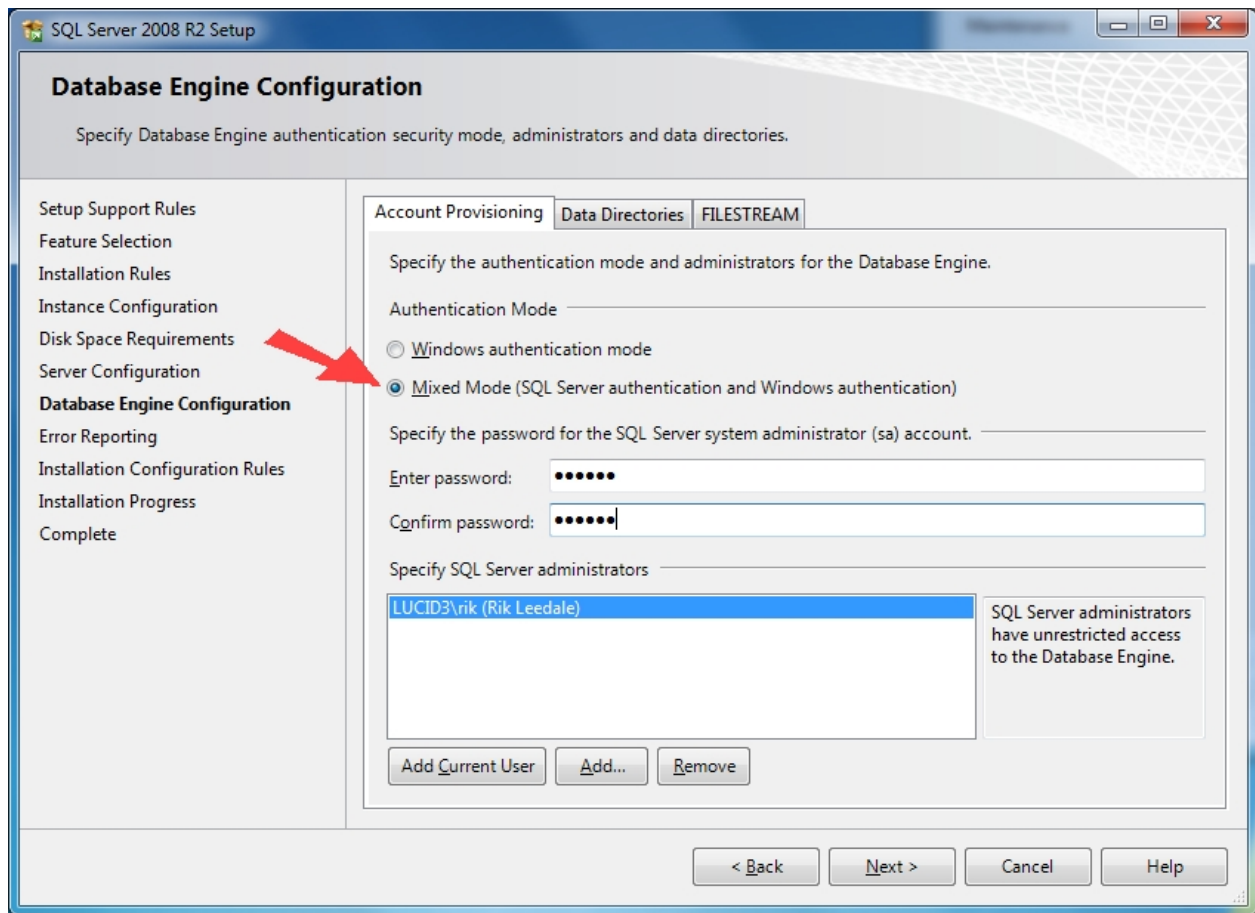 SQL Server 2008 R2 Setup
Database Engine Configuration
Specify Database Engine authentication security mode, administrators and data directories.
Setup Support Rules
Feature Selection
Installation Rules
Instance Configuration
Disk Space Requirements
Server Configuration
Database Engine Configuration
Error Reporting
Installation Configuration Rules
Installation Progress
Complete
Account Provisioning Data Directories FILESTREAM
Specify the authentication mode and administrators for the Database Engine.
Authentication Mode
Windows authentication mode
Mixed Mode (SQL Server authentication and Windows authentication)
Specify the password for the SQL Server system administrator (sa) account.
Enter password: ••••••
Confirm password: ••••••
Specify SQL Server administrators
LUCID3\rik (Rik Leedale)
SQL Server administrators
have unrestricted access
to the Database Engine.
Add Current User Add... Remove
< Back Next > Cancel Help